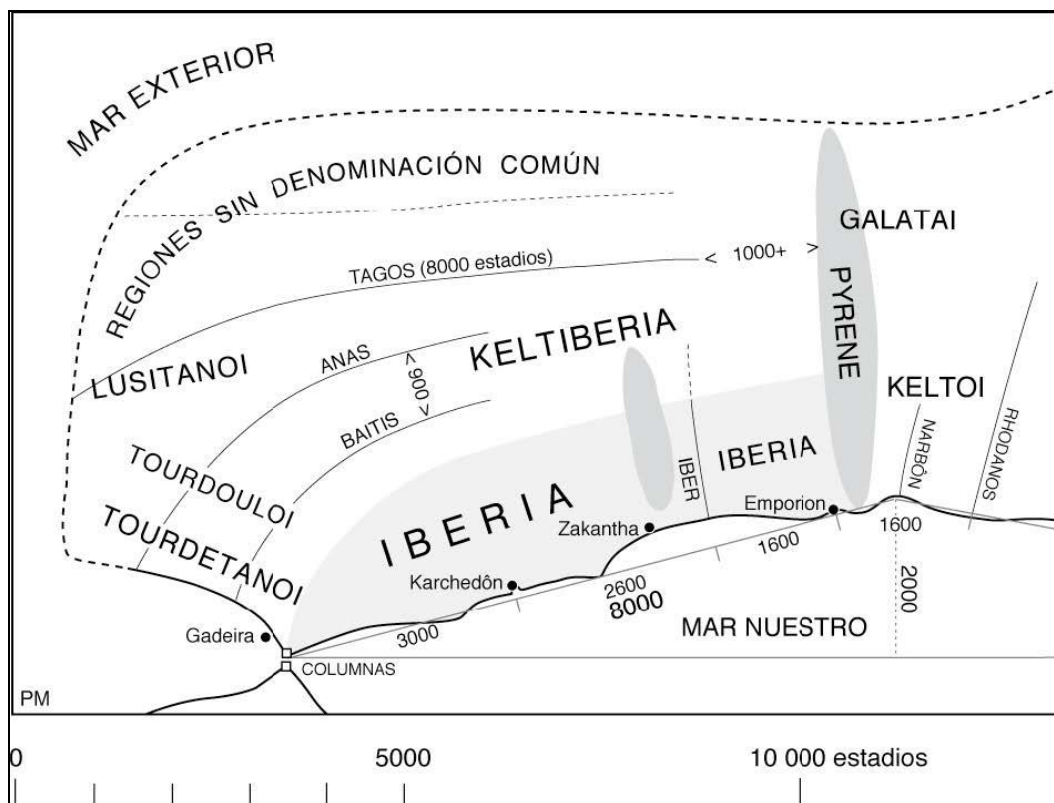 MAR EXTERIOR
REGIONES SIN DENOMINACIÓN COMÚN
GALATAI
< 1000+ >
TAGOS (8000 estadios)
PYRENE
KELTIBERIA
ANAS
LUSITANOI
< 900 >
KELTOI
BAITIS
RHODANOS
NARBÓN
TOURDOULOI
IBERIA
IBER
IBERIA
Emporion
Zakantha
TOURDETANOI
1600
1600
Karchedôn
2600
8000
2000
3000
MAR NUESTRO
Gadeira
COLUMNAS
PM
0 5000 10 000 estadios